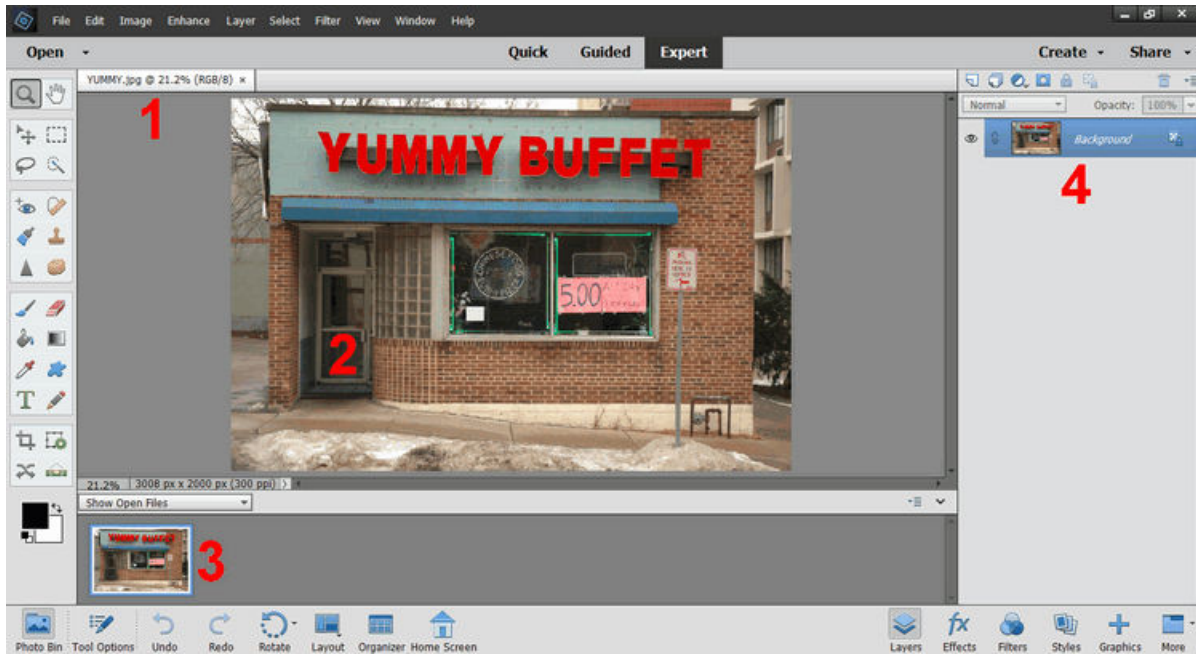 File Edit Image Enhance Layer Select Filter View Window Help
Open Quick Guided Expert Create Share
YUMMY.jpg @ 21.2% (RGB/8) ×
1
Normal Opacity: 100%
Background
4
YUMMY BUFFET
5.00
2
21.2% 3008 px x 2000 px (300 ppi)
Show Open Files
YUMMY BUFFET
3
Photo Bin Tool Options Undo Redo Rotate Layout Organizer Home Screen Layers Effects Filters Styles Graphics More